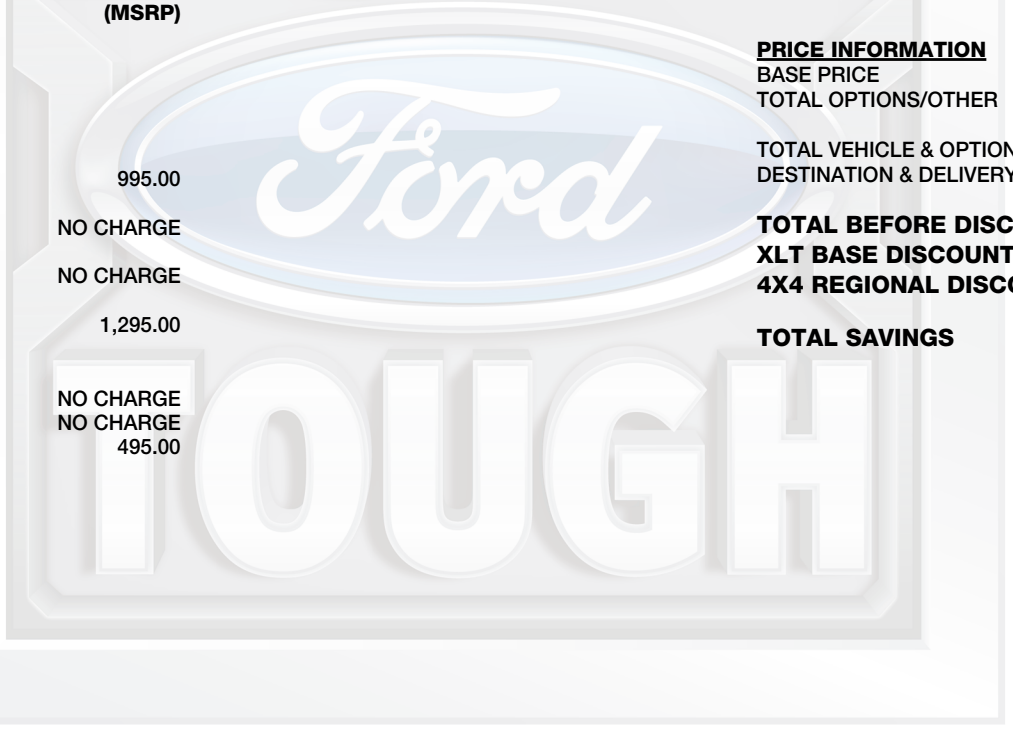 (MSRP)
995.00
NO CHARGE
NO CHARGE
1,295.00
NO CHARGE
NO CHARGE
495.00
PRICE INFORMATION
BASE PRICE
TOTAL OPTIONS/OTHER
TOTAL VEHICLE & OPTION
DESTINATION & DELIVERY
TOTAL BEFORE DISC
XLT BASE DISCOUNT
4X4 REGIONAL DISCO
TOTAL SAVINGS
Ford
TOUGH